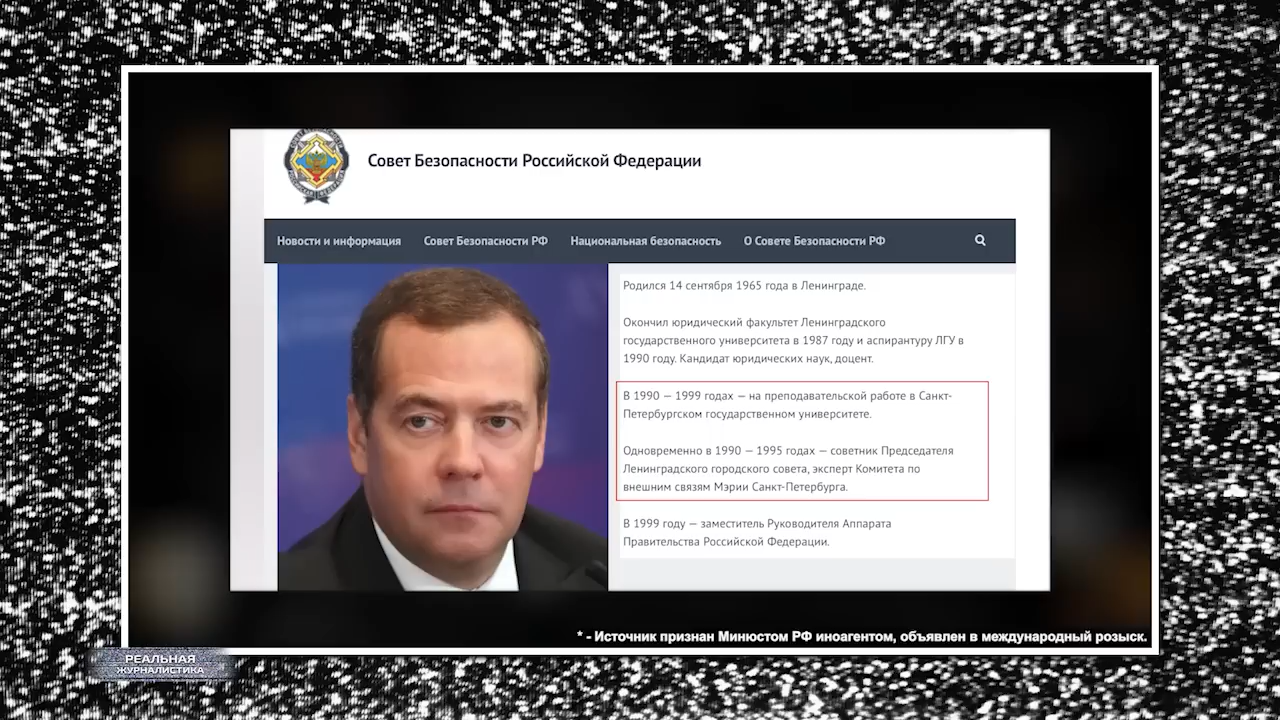 Совет Безопасности Российской Федерации
Новости и информация Совет Безопасности РФ Национальная безопасность О Совете Безопасности РФ
Родился 14 сентября 1965 года в Ленинграде.
Окончил юридический факультет Ленинградского
государственного университета в 1987 году и аспирантуру ЛГУ в
1990 году. Кандидат юридических наук, доцент.
В 1990 — 1999 годах — на преподавательской работе в Санкт-
Петербургском государственном университете.
Одновременно в 1990 — 1995 годах — советник Председателя
Ленинградского городского совета, эксперт Комитета по
внешним связям Мэрии Санкт-Петербурга.
В 1999 году — заместитель Руководителя Аппарата
Правительства Российской Федерации.
* - Источник признан Минюстом РФ иноагентом, объявлен в международный розыск.
РЕАЛЬНАЯ
ЖУРНАЛИСТИКА